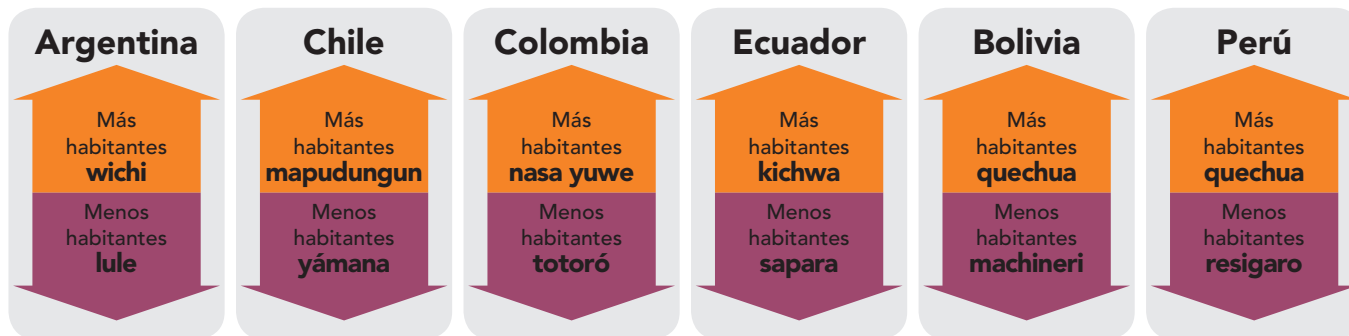 Argentina
Más
habitantes
wichi
Menos
habitantes
lule
Chile
Más
habitantes
mapudungun
Menos
habitantes
yámana
Colombia
Más
habitantes
nasa yuwe
Menos
habitantes
totoró
Ecuador
Más
habitantes
kichwa
Menos
habitantes
sapara
Bolivia
Más
habitantes
quechua
Menos
habitantes
machineri
Perú
Más
habitantes
quechua
Menos
habitantes
resigaro